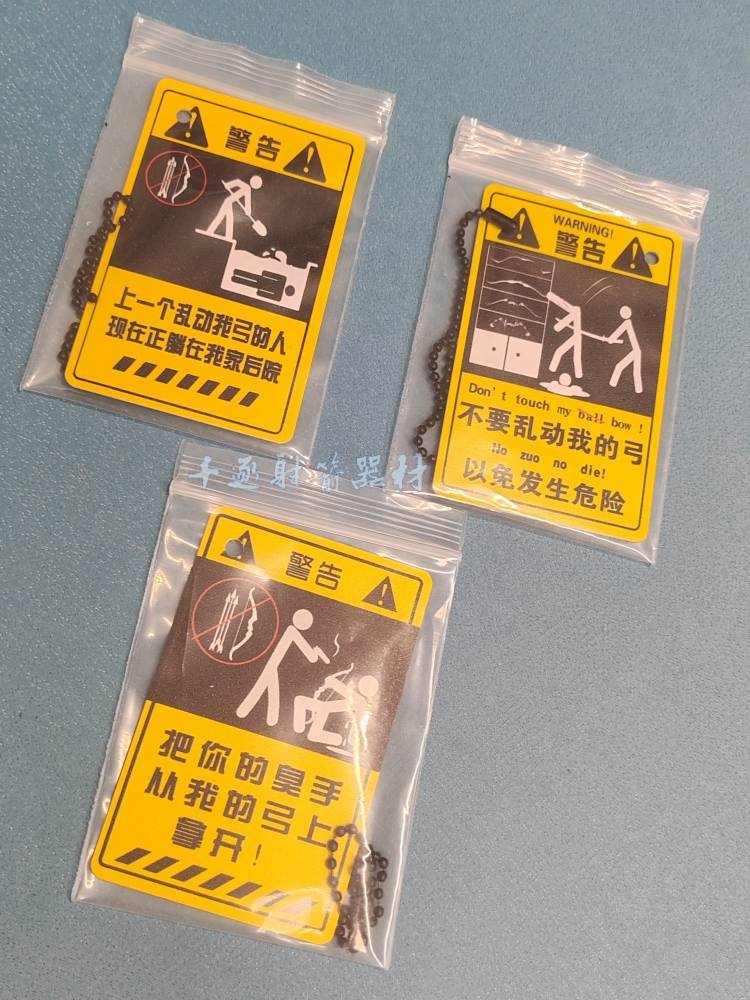 警告
上一个乱动我弓的人
现在正躺在我家后院
WARNING!
警告
Don't touch my ball bow !
不要乱动我的弓
No zuo no die!
以免发生危险
千逐射箭器材
警告
把你的臭手
从我的弓上
拿开！